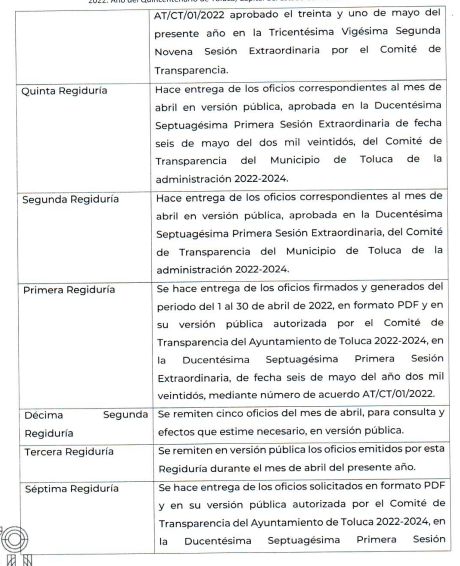 2022. Año del Quincentenario de Toluca, Capital
AT/CT/01/2022 aprobado el treinta y uno de mayo del
presente año en la Tricentésima Vigésima Segunda
Novena Sesión Extraordinaria por el Comité de
Transparencia.
Quinta Regiduría
Hace entrega de los oficios correspondientes al mes de
abril en versión pública, aprobada en la Ducentésima
Septuagésima Primera Sesión Extraordinaria de fecha
seis de mayo del dos mil veintidós, del Comité de
Transparencia del Municipio de Toluca de la
administración 2022-2024.
Segunda Regiduría
Hace entrega de los oficios correspondientes al mes de
abril en versión pública, aprobada en la Ducentésima
Septuagésima Primera Sesión Extraordinaria, del Comité
de Transparencia del Municipio de Toluca de la
administración 2022-2024.
Primera Regiduría
Se hace entrega de los oficios firmados y generados del
periodo del 1 al 30 de abril de 2022, en formato PDF y en
su versión pública autorizada por el Comité de
Transparencia del Ayuntamiento de Toluca 2022-2024, en
la Ducentésima Septuagésima Primera Sesión
Extraordinaria, de fecha seis de mayo del año dos mil
veintidós, mediante número de acuerdo AT/CT/01/2022.
Décima Segunda
Regiduría
Se remiten cinco oficios del mes de abril, para consulta y
efectos que estime necesario, en versión pública.
Tercera Regiduría
Se remiten en versión pública los oficios emitidos por esta
Regiduría durante el mes de abril del presente año.
Séptima Regiduría
Se hace entrega de los oficios solicitados en formato PDF
y en su versión pública autorizada por el Comité de
Transparencia del Ayuntamiento de Toluca 2022-2024, en
la Ducentésima Septuagésima Primera Sesión